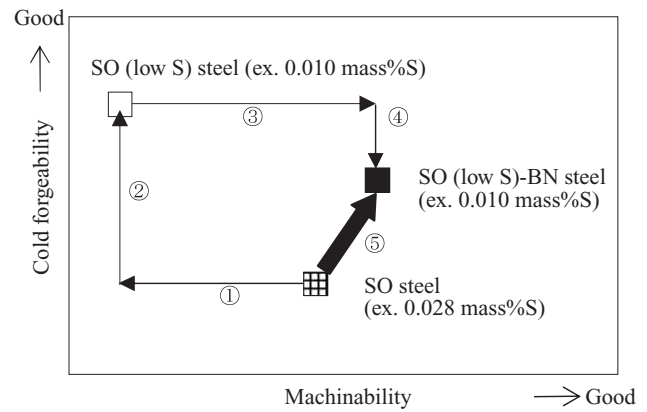 Good
SO (low S) steel (ex. 0.010 mass%S)
③
④
②
SO (low S)-BN steel
(ex. 0.010 mass%S)
⑤
SO steel
(ex. 0.028 mass%S)
①
Cold forgeability
Machinability
Good